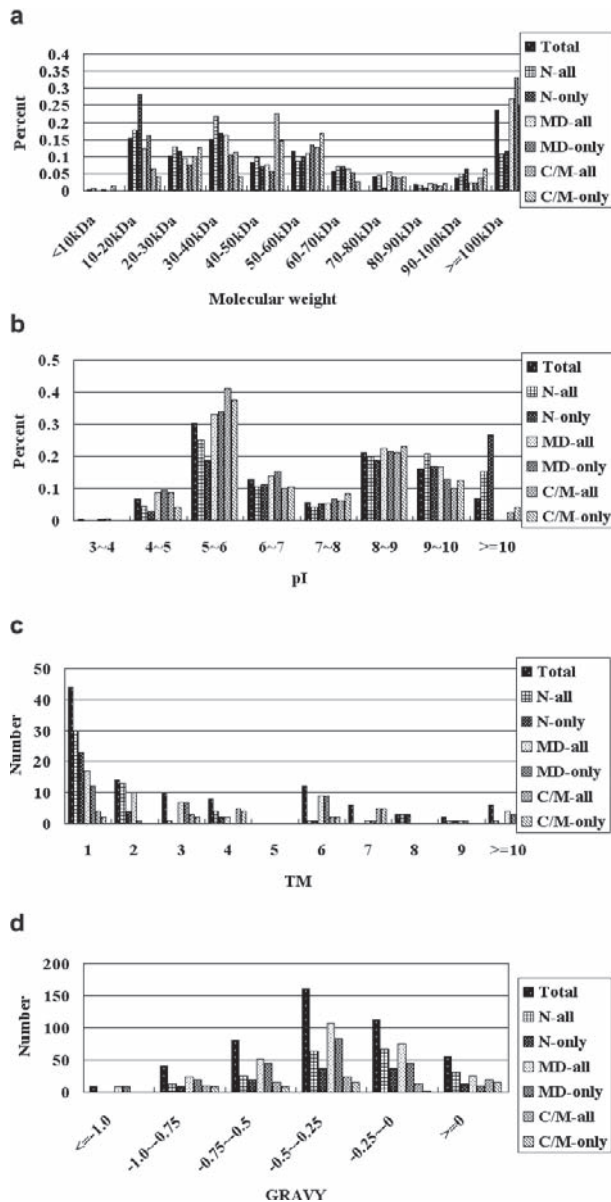 a
Percent
0.4
0.35
0.3
0.25
0.2
0.15
0.1
0.05
0
<10kDa
10-20kDa
20-30kDa
30-40kDa
40-50kDa
50-60kDa
60-70kDa
70-80kDa
80-90kDa
90-100kDa
>=100kDa
Molecular weight
Total
N-all
N-only
MD-all
MD-only
C/M-all
C/M-only
b
Percent
0.5
0.4
0.3
0.2
0.1
0
3~4
4~5
5~6
6~7
7~8
8~9
9~10
>=10
pI
Total
N-all
N-only
MD-all
MD-only
C/M-all
C/M-only
c
Number
50
40
30
20
10
0
1
2
3
4
5
6
7
8
9
>=10
TM
Total
N-all
N-only
MD-all
MD-only
C/M-all
C/M-only
d
Number
200
150
100
50
0
<=-1.0
-1.0~-0.75
-0.75~-0.5
-0.5~-0.25
-0.25~0
>=0
GRAVY
Total
N-all
N-only
MD-all
MD-only
C/M-all
C/M-only